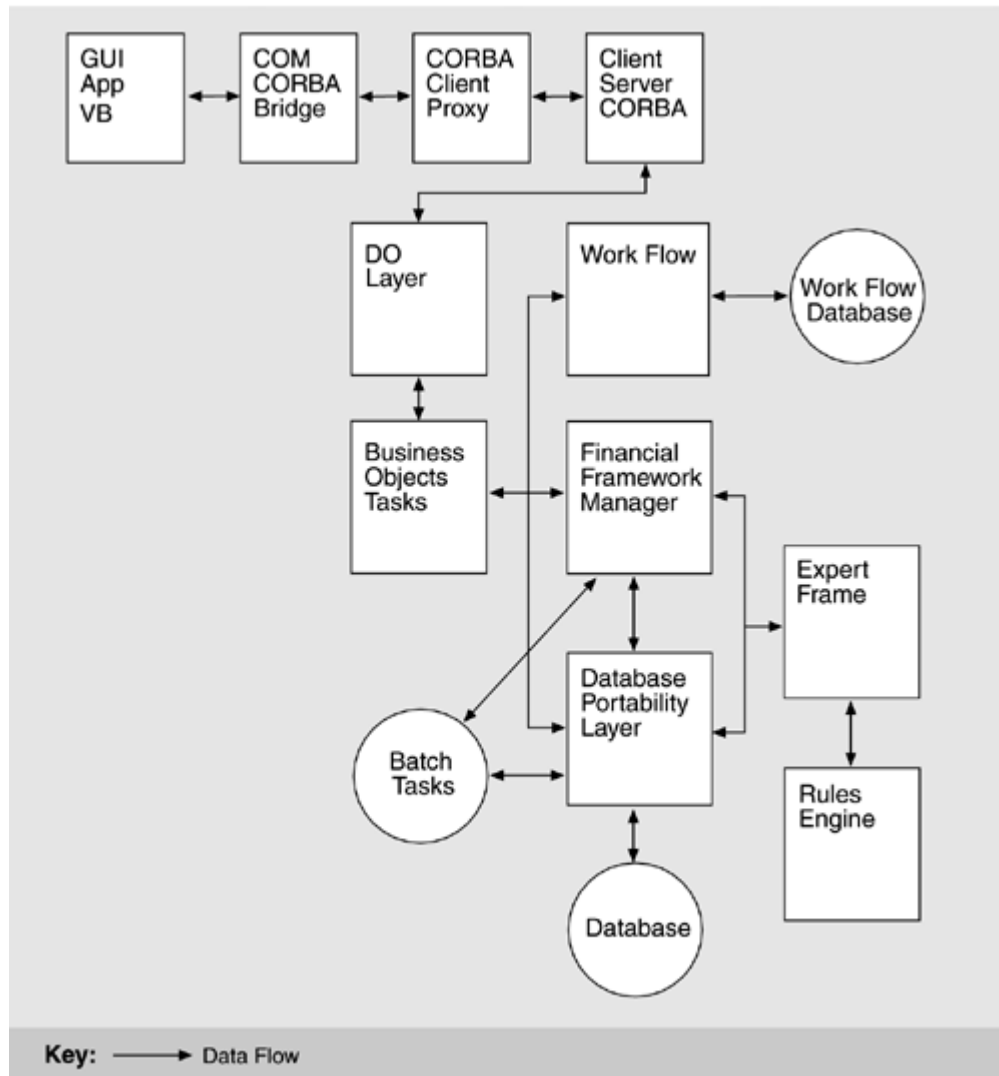 GUI
App
VB
COM
CORBA
Bridge
CORBA
Client
Proxy
Client
Server
CORBA
DO
Layer
Work Flow
Work Flow
Database
Business
Objects
Tasks
Financial
Framework
Manager
Expert
Frame
Database
Portability
Layer
Batch
Tasks
Rules
Engine
Database
Key: Data Flow